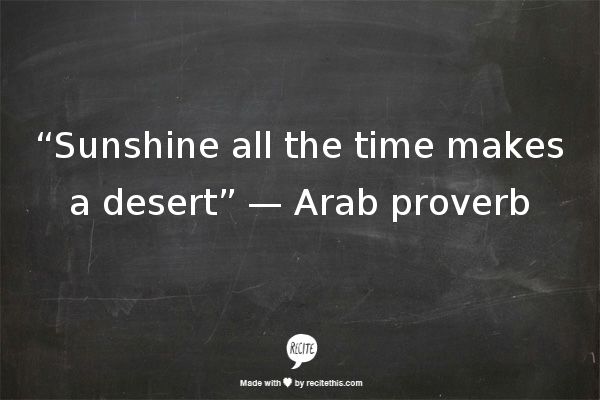 “Sunshine all the time makes
a desert” — Arab proverb
RECITE
Made with ♥ by recitethis.com